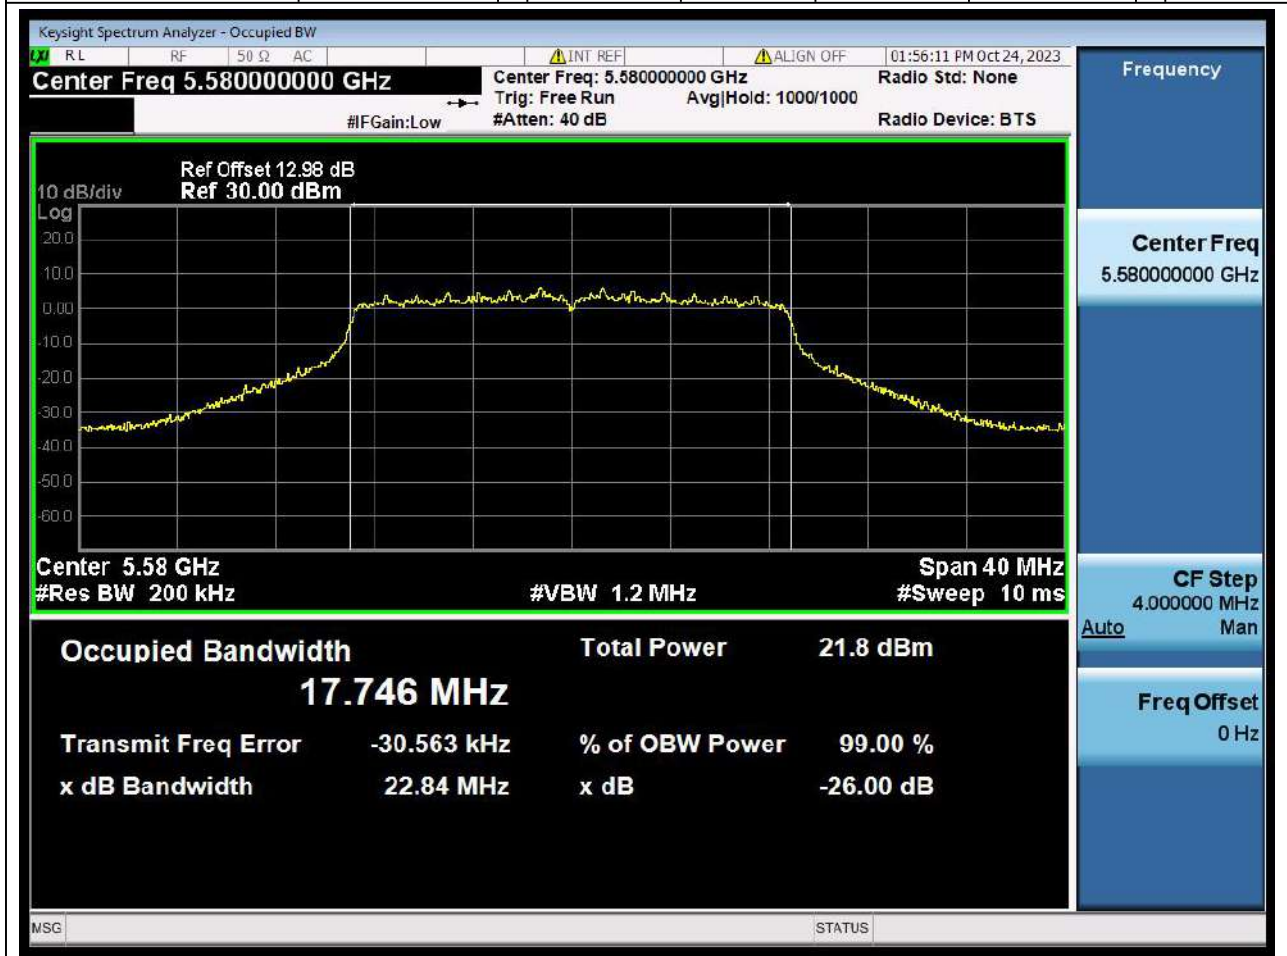 Keysight Spectrum Analyzer - Occupied BW
LXI RL RF 50 Ω AC INT REF ALIGN OFF 01:56:11 PM Oct 24, 2023
Center Freq 5.580000000 GHz
Center Freq: 5.580000000 GHz Radio Std: None
Trig: Free Run Avg|Hold: 1000/1000
#IFGain:Low #Atten: 40 dB Radio Device: BTS
Ref Offset 12.98 dB
10 dB/div Ref 30.00 dBm
Log
20.0
10.0
0.00
-10.0
-20.0
-30.0
-40.0
-50.0
-60.0
Center 5.58 GHz Span 40 MHz
#Res BW 200 kHz #VBW 1.2 MHz #Sweep 10 ms
Occupied Bandwidth Total Power 21.8 dBm
17.746 MHz
Transmit Freq Error -30.563 kHz % of OBW Power 99.00 %
x dB Bandwidth 22.84 MHz x dB -26.00 dB
Frequency
Center Freq
5.580000000 GHz
CF Step
4.000000 MHz
Auto Man
Freq Offset
0 Hz
MSG STATUS